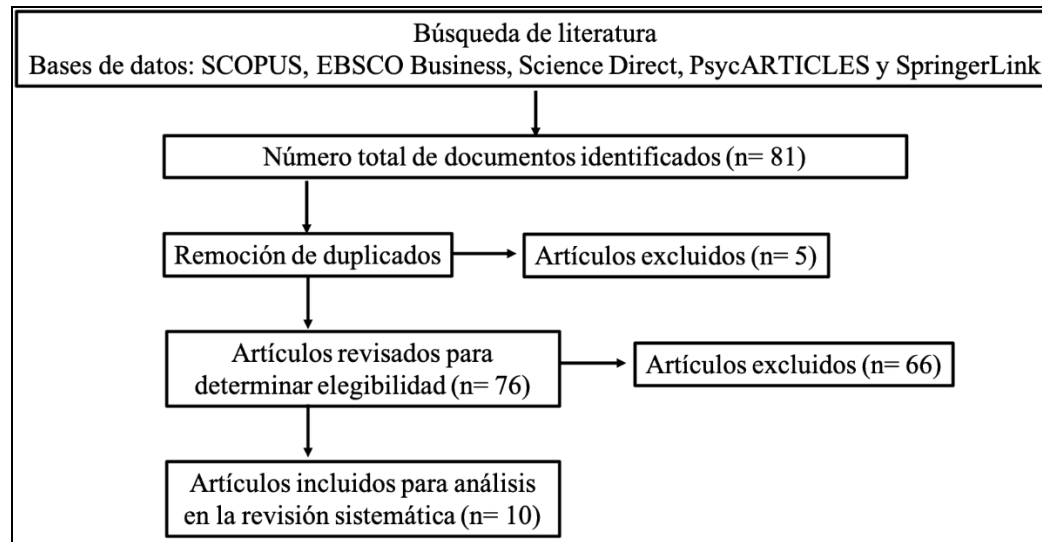 Búsqueda de literatura
Bases de datos: SCOPUS, EBSCO Business, Science Direct, PsycARTICLES y SpringerLink
Número total de documentos identificados (n= 81)
Remoción de duplicados
Artículos excluidos (n= 5)
Artículos revisados para
determinar elegibilidad (n= 76)
Artículos excluidos (n= 66)
Artículos incluidos para análisis
en la revisión sistemática (n= 10)